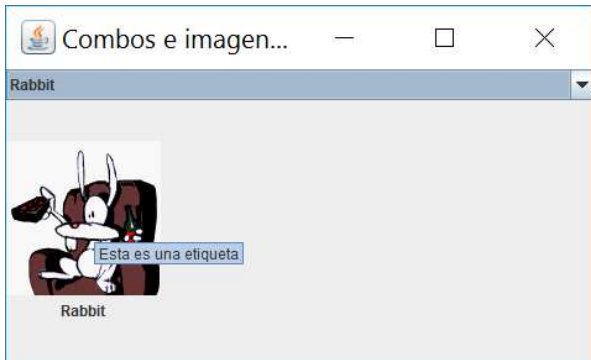 Combos e imagen...
Rabbit
Esta es una etiqueta
Rabbit